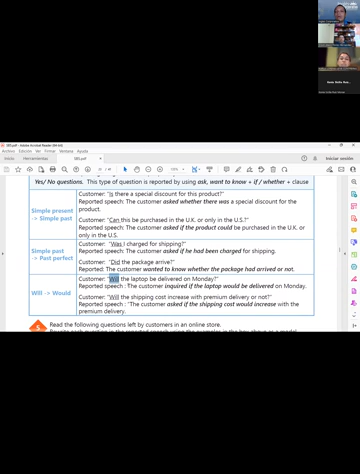 SB5.pdf - Adobe Acrobat Reader (64-bit)
Archivo Edición Ver Firmar Ventana Ayuda
Inicio Herramientas SB5.pdf × Iniciar sesión
Yes/ No questions. This type of question is reported by using ask, want to know + if / whether + clause
Simple present
-> Simple past
Customer: "Is there a special discount for this product?"
Reported speech: The customer asked whether there was a special discount for the
product.
Customer: "Can this be purchased in the U.K. or only in the U.S.?"
Reported speech: The customer asked if the product could be purchased in the U.K. or
only in the U.S.
Simple past
-> Past perfect
Customer: "Was I charged for shipping?"
Reported speech: The customer asked if he had been charged for shipping.
Customer: "Did the package arrive?"
Reported: The customer wanted to know whether the package had arrived or not.
Will -> Would
Customer: "Will the laptop be delivered on Monday?"
Reported speech : The customer inquired if the laptop would be delivered on Monday.
Customer: "Will the shipping cost increase with premium delivery or not?"
Reported speech : "The customer asked if the shipping cost would increase with the
premium delivery.
Read the following questions left by customers in an online store.